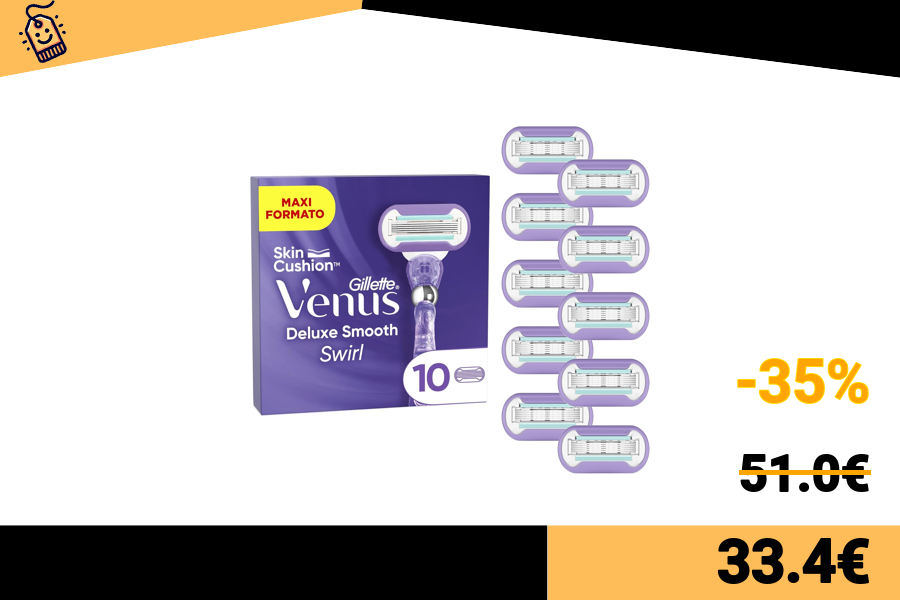 MAXI
FORMATO
Skin
Cushion™
Gillette®
Venus
Deluxe Smooth
Swirl
10
-35%
51.0€
33.4€